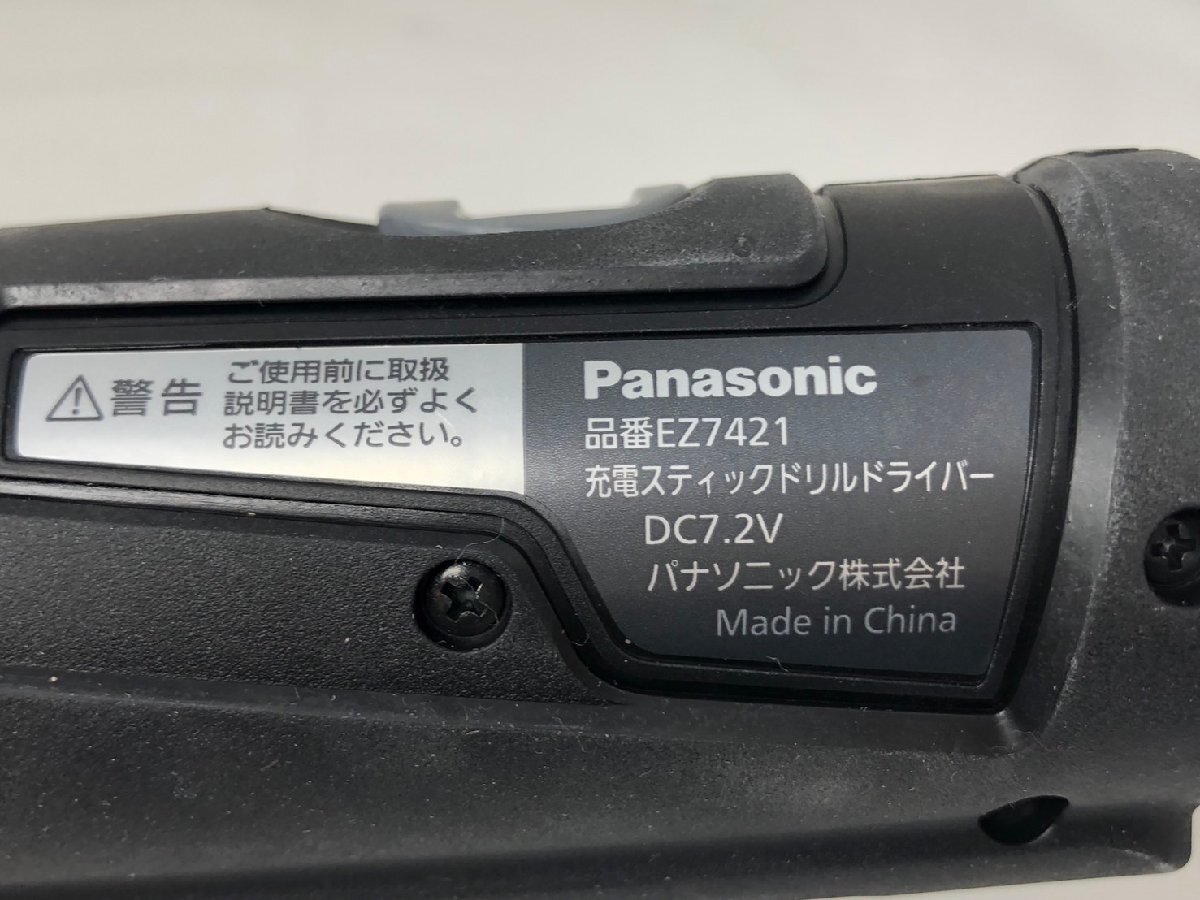 警告
ご使用前に取扱
説明書を必ずよく
お読みください。
Panasonic
品番EZ7421
充電スティックドリルドライバー
DC7.2V
パナソニック株式会社
Made in China